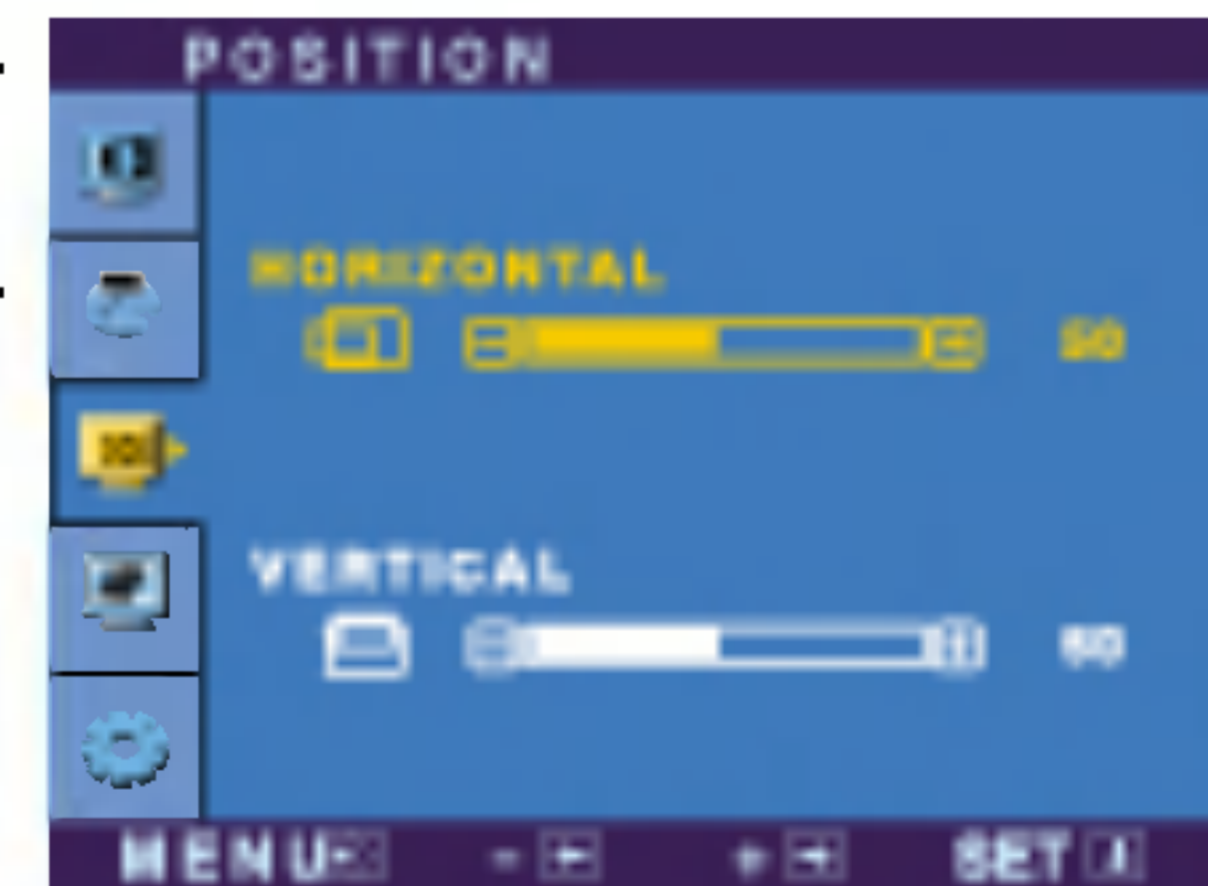 POSITION
HORIZONTAL
50
VERTICAL
50
MENU - + SET